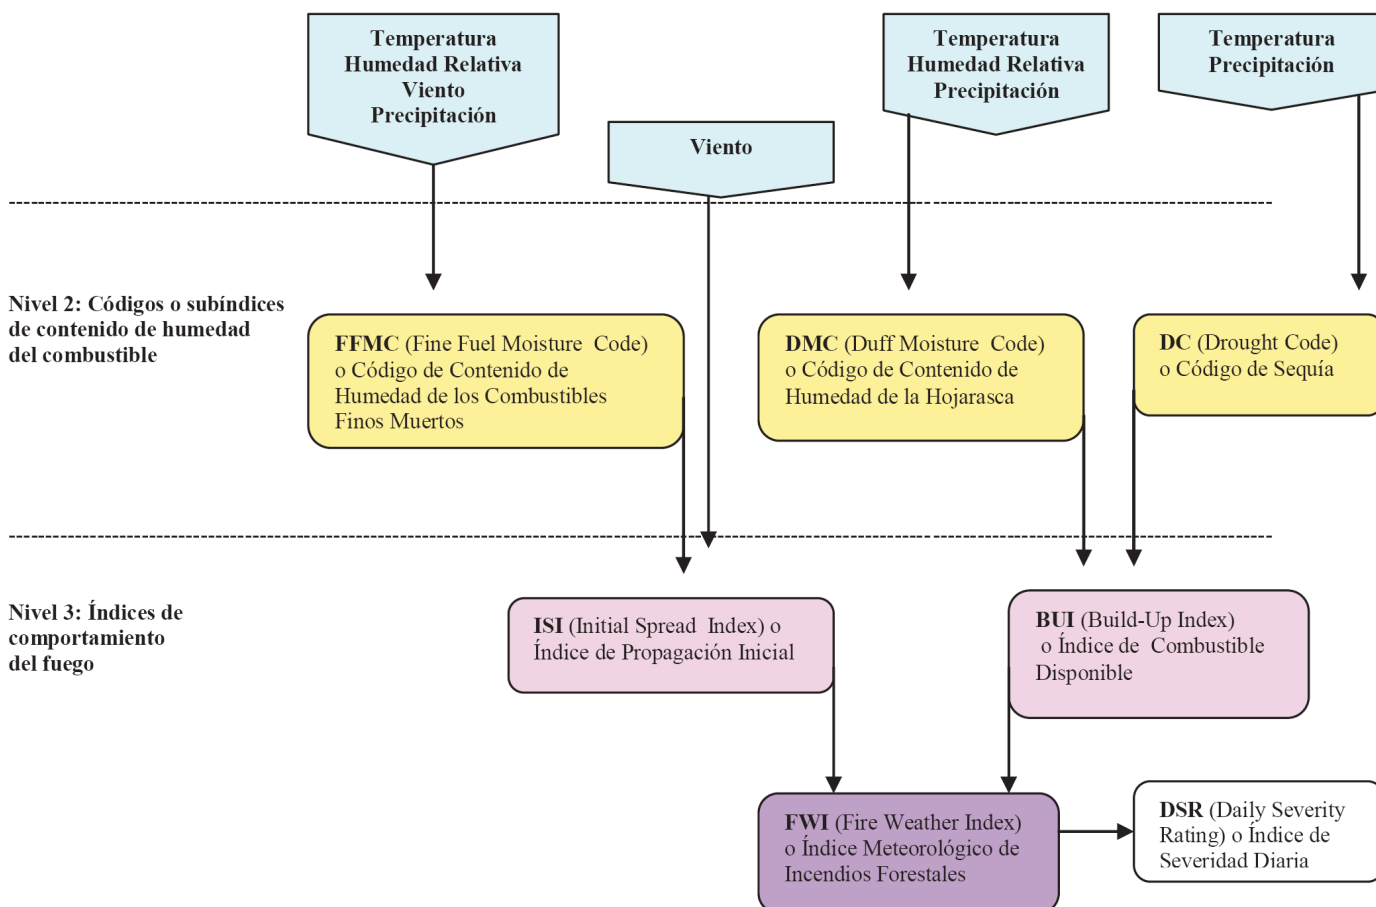 Temperatura
Humedad Relativa
Viento
Precipitación
Viento
Temperatura
Humedad Relativa
Precipitación
Temperatura
Precipitación
Nivel 2: Códigos o subíndices
de contenido de humedad
del combustible
FFMC (Fine Fuel Moisture Code)
o Código de Contenido de
Humedad de los Combustibles
Finos Muertos
DMC (Duff Moisture Code)
o Código de Contenido de
Humedad de la Hojarasca
DC (Drought Code)
o Código de Sequía
Nivel 3: Índices de
comportamiento
del fuego
ISI (Initial Spread Index) o
Índice de Propagación Inicial
BUI (Build-Up Index)
o Índice de Combustible
Disponible
FWI (Fire Weather Index)
o Índice Meteorológico de
Incendios Forestales
DSR (Daily Severity
Rating) o Índice de
Severidad Diaria